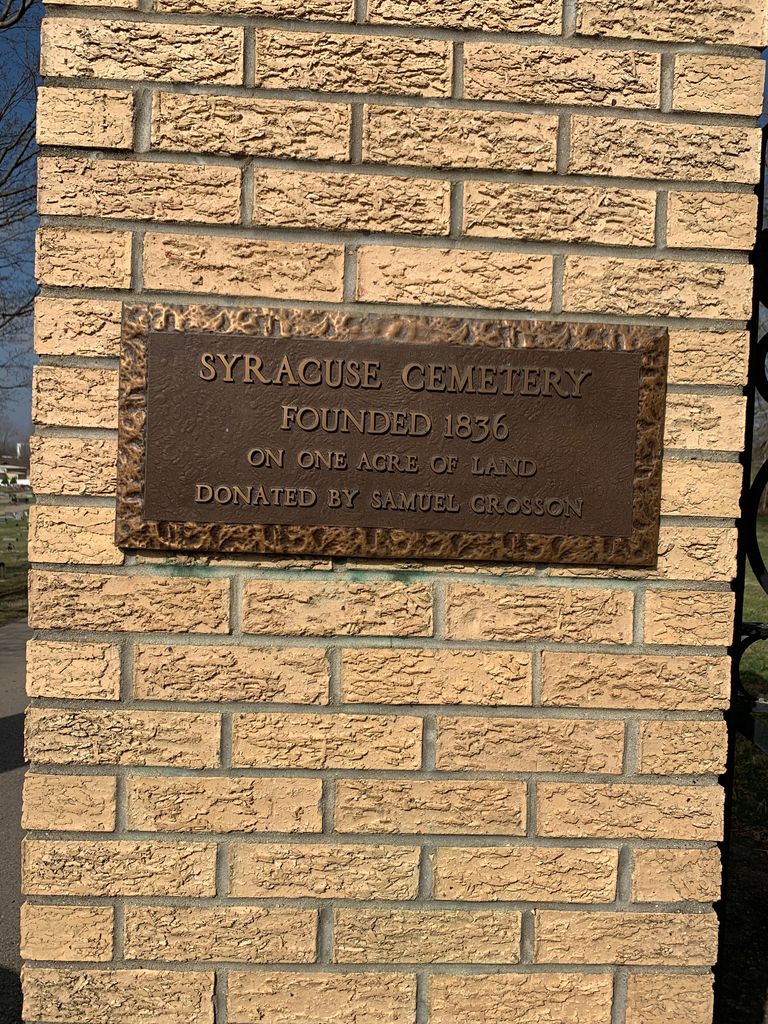 SYRACUSE CEMETERY
FOUNDED 1836
ON ONE ACRE OF LAND
DONATED BY SAMUEL CROSSON